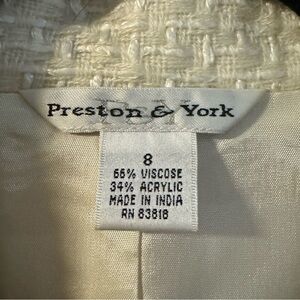 Preston & York
8
66% VISCOSE
34% ACRYLIC
MADE IN INDIA
RN 83818